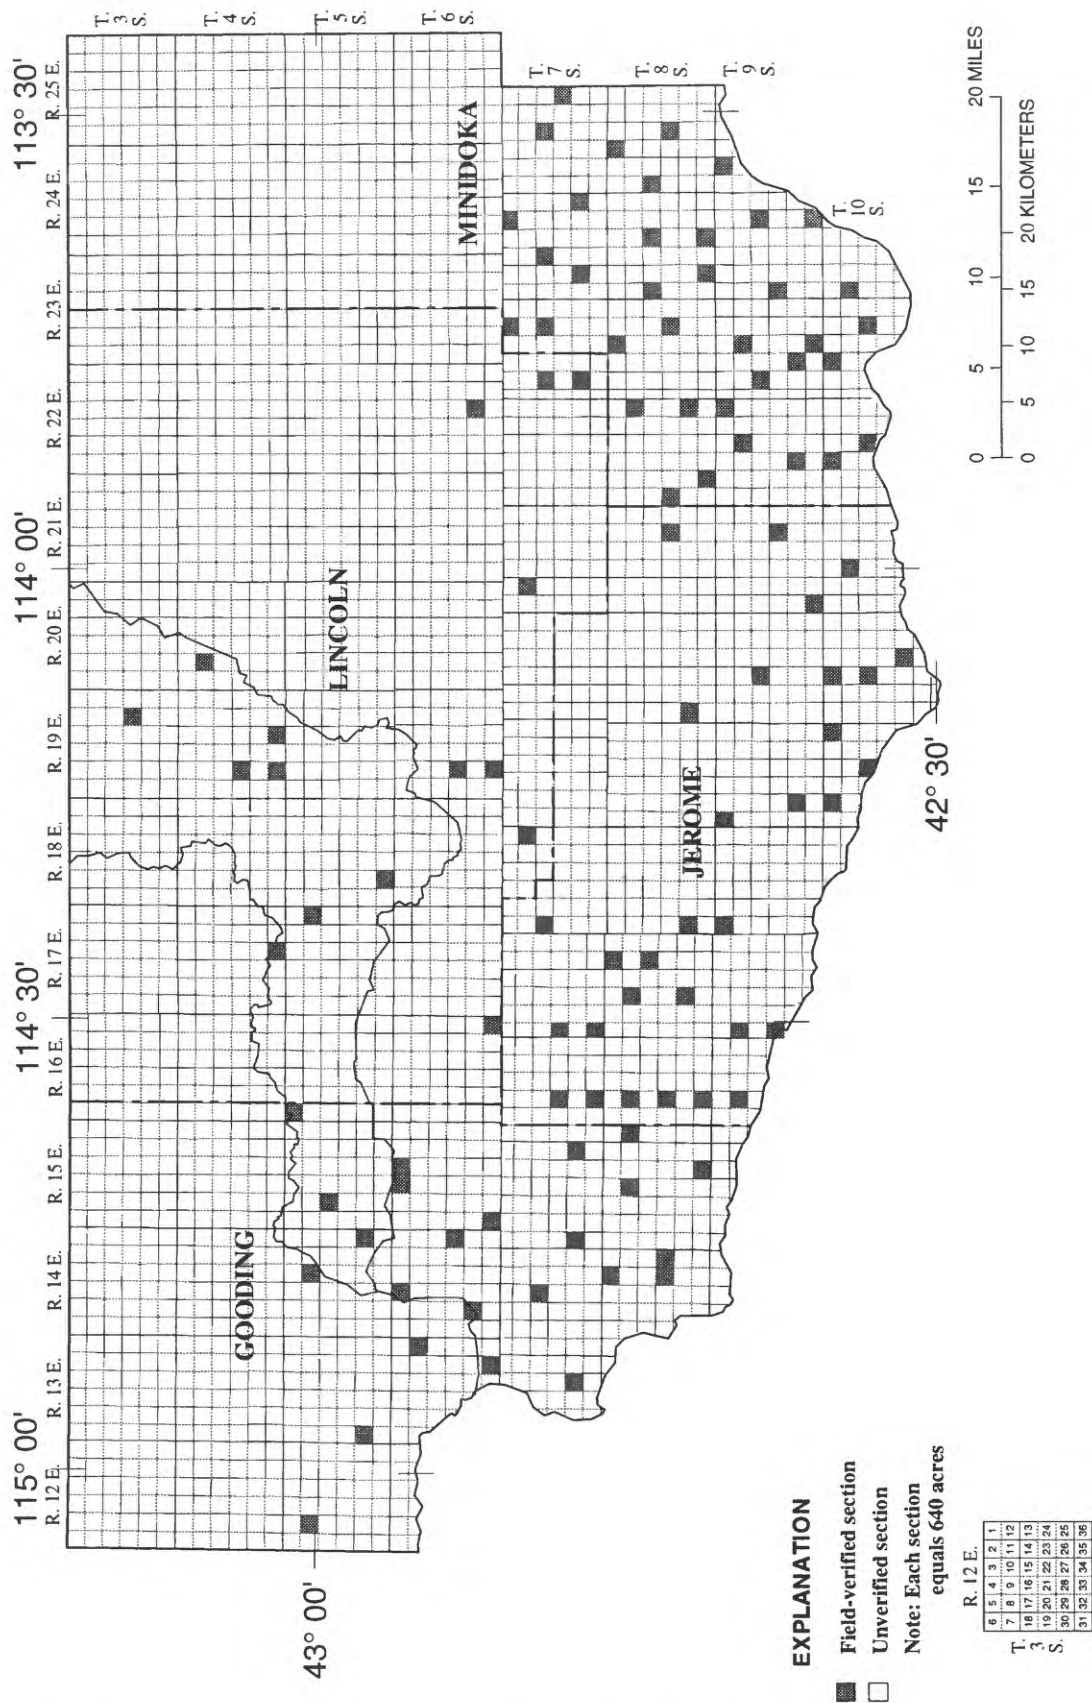 115° 00'
114° 30'
114° 00'
113° 30'
R. 12 E.
R. 13 E.
R. 14 E.
R. 15 E.
R. 16 E.
R. 17 E.
R. 18 E.
R. 19 E.
R. 20 E.
R. 21 E.
R. 22 E.
R. 23 E.
R. 24 E.
R. 25 E.
T.
3
S.
T.
4
S.
T.
5
S.
T.
6
S.
T.
7
S.
T.
8
S.
T.
9
S.
T.
10
S.
GOODING
LINCOLN
MINIDOKA
JEROME
43° 00'
42° 30'
0 5 10 15 20 MILES
0 5 10 15 20 KILOMETERS
EXPLANATION
Field-verified section
Unverified section
Note: Each section
equals 640 acres
R. 12 E.
T.
3
S.
6 5 4 3 2 1
7 8 9 10 11 12
18 17 16 15 14 13
19 20 21 22 23 24
30 29 28 27 26 25
31 32 33 34 35 36